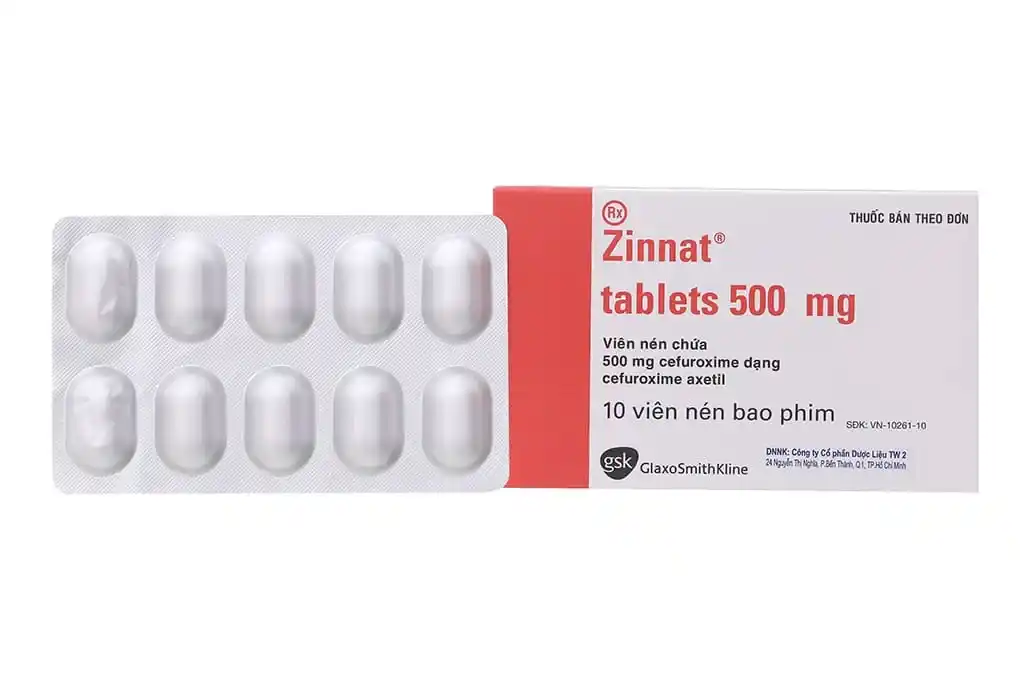 Rx
Zinnat®
THUỐC BÁN THEO ĐƠN
tablets 500 mg
Viên nén chứa
500 mg cefuroxime dạng
cefuroxime axetil
10 viên nén bao phim
SĐK: VN-10261-10
gsk GlaxoSmithKline
DNNK: Công ty Cổ phần Dược Liệu TW 2
24 Nguyễn Thị Nghĩa, P.Bến Thành, Q.1, TP.Hồ Chí Minh